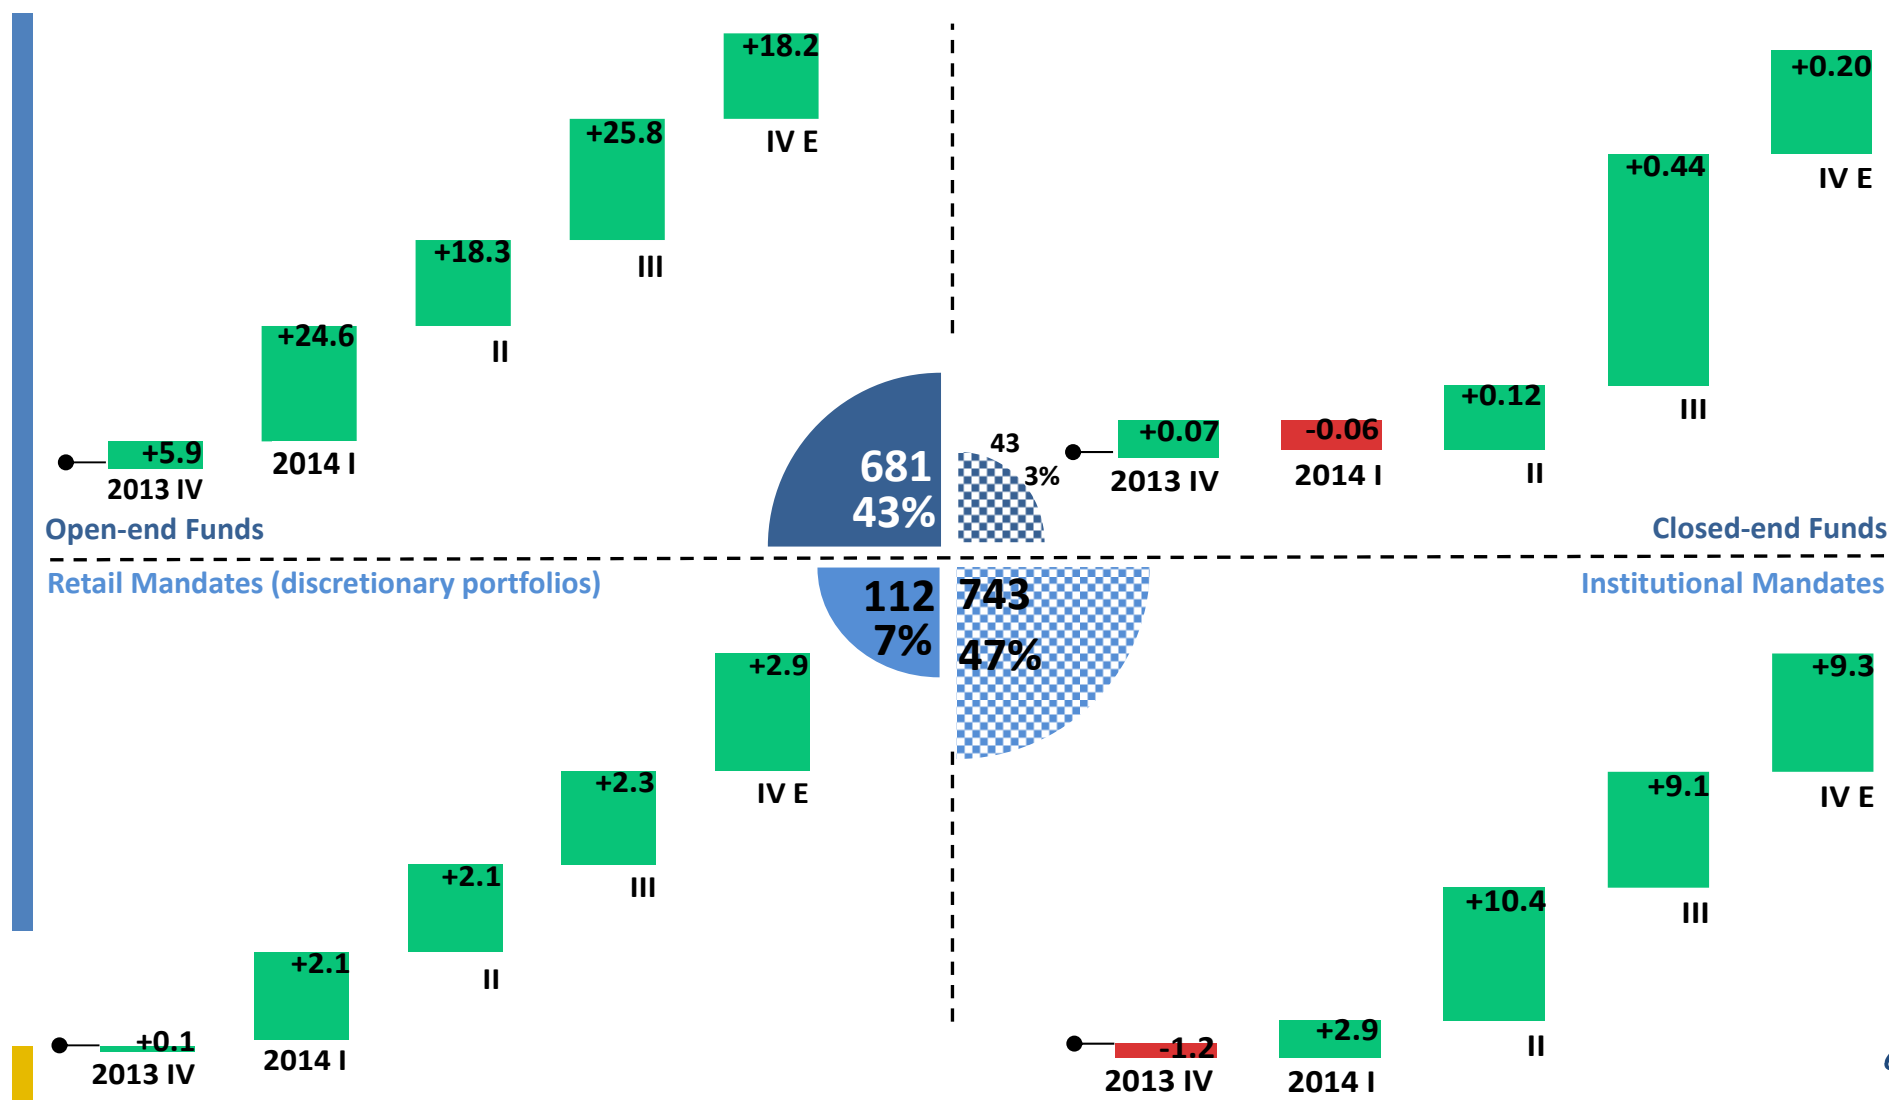 +18.2
IV E
+25.8
III
+18.3
II
+24.6
2014 I
+5.9
2013 IV
Open-end Funds
681
43%
43
3%
+0.20
IV E
+0.44
III
+0.12
II
-0.06
2014 I
+0.07
2013 IV
Closed-end Funds
Retail Mandates (discretionary portfolios)
112
7%
+2.9
IV E
+2.3
III
+2.1
II
+2.1
2014 I
+0.1
2013 IV
Institutional Mandates
743
47%
+9.3
IV E
+9.1
III
+10.4
II
+2.9
2014 I
-1.2
2013 IV